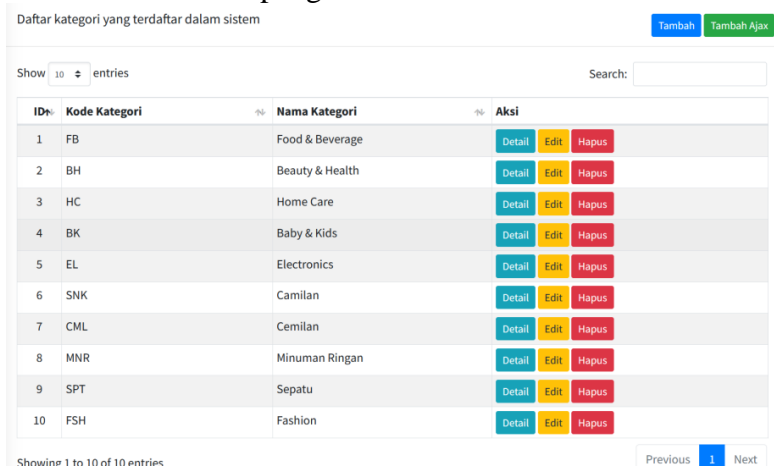 Daftar kategori yang terdaftar dalam sistem
Tambah Tambah Ajax
Show 10 entries Search:
ID Kode Kategori Nama Kategori Aksi
1 FB Food & Beverage Detail Edit Hapus
2 BH Beauty & Health Detail Edit Hapus
3 HC Home Care Detail Edit Hapus
4 BK Baby & Kids Detail Edit Hapus
5 EL Electronics Detail Edit Hapus
6 SNK Camilan Detail Edit Hapus
7 CML Cemilan Detail Edit Hapus
8 MNR Minuman Ringan Detail Edit Hapus
9 SPT Sepatu Detail Edit Hapus
10 FSH Fashion Detail Edit Hapus
Showing 1 to 10 of 10 entries
Previous 1 Next